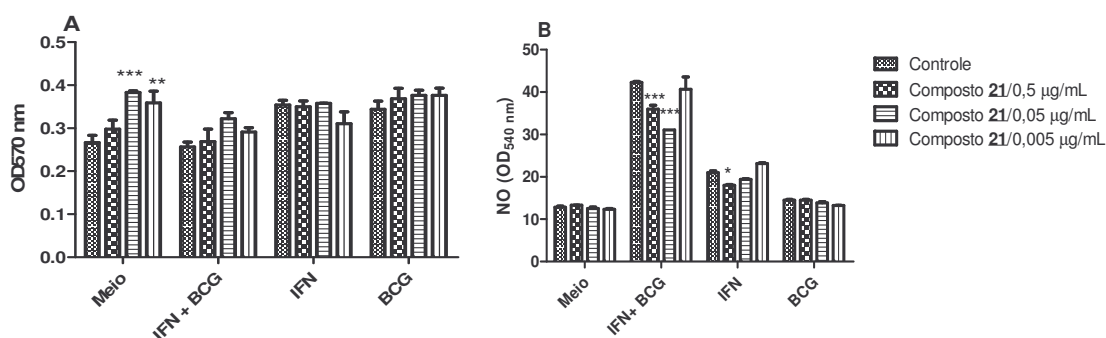 A
OD570 nm
0.5
0.4
0.3
0.2
0.1
0.0
*** **
Meio
IFN + BCG
IFN
BCG
B
NO (OD540 nm)
50
40
30
20
10
0
***
***
*
Meio
IFN+ BCG
IFN
BCG
Controle
Composto 21/0,5 µg/mL
Composto 21/0,05 µg/mL
Composto 21/0,005 µg/mL